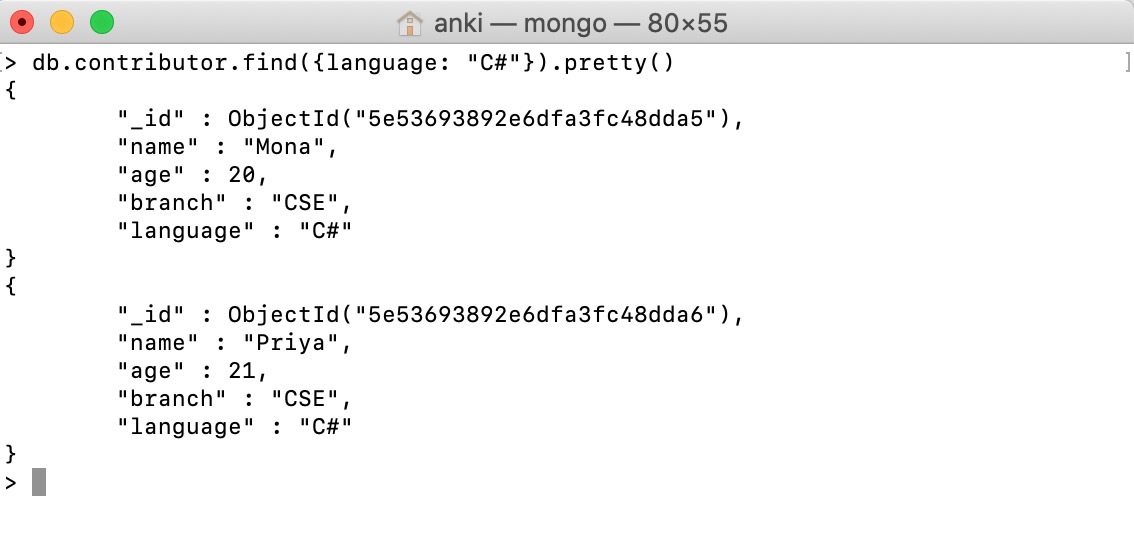 anki — mongo — 80×55
> db.contributor.find({language: "C#"}).pretty()
{
        "_id" : ObjectId("5e53693892e6dfa3fc48dda5"),
        "name" : "Mona",
        "age" : 20,
        "branch" : "CSE",
        "language" : "C#"
}
{
        "_id" : ObjectId("5e53693892e6dfa3fc48dda6"),
        "name" : "Priya",
        "age" : 21,
        "branch" : "CSE",
        "language" : "C#"
}
>